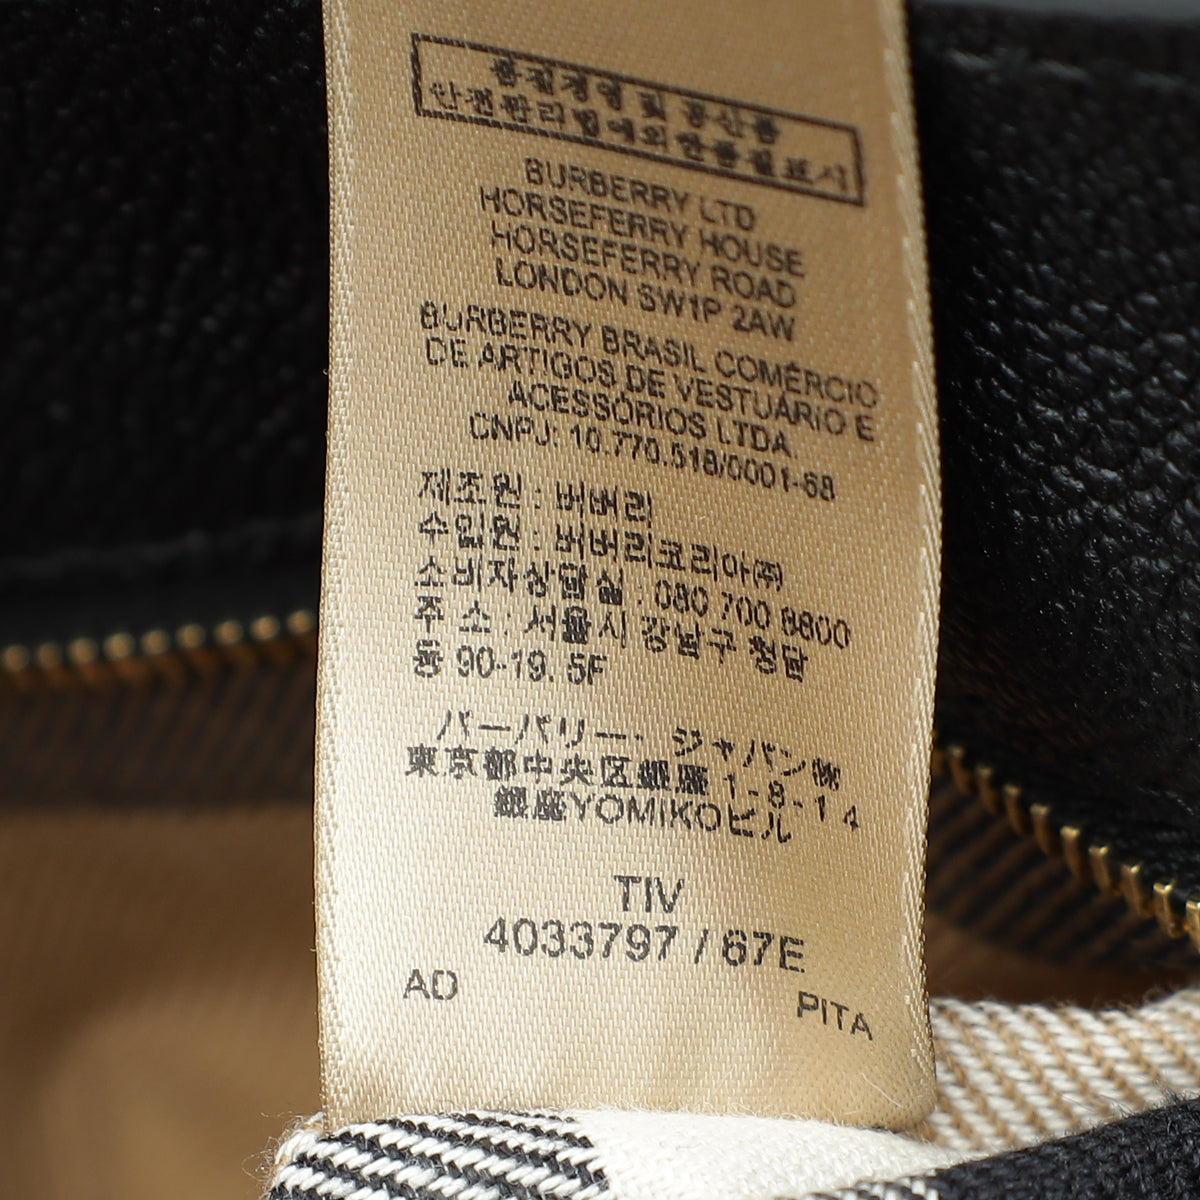 품질경영 및 공산품
안전관리법에의한품질표시
BURBERRY LTD
HORSEFERRY HOUSE
HORSEFERRY ROAD
LONDON SW1P 2AW
BURBERRY BRASIL COMÉRCIO
DE ARTIGOS DE VESTUÁRIO E
ACESSÓRIOS LTDA
CNPJ: 10.770.518/0001-68
제조원 : 버버리
수입원 : 버버리코리아㈜
소비자상담실 : 080 700 8800
주 소 : 서울시 강남구 청담
동 90-19. 5F
バーバリー・ジャパン㈱
東京都中央区銀座 1-8-14
銀座YOMIKOビル
TIV
4033797 / 67E
AD
PITA